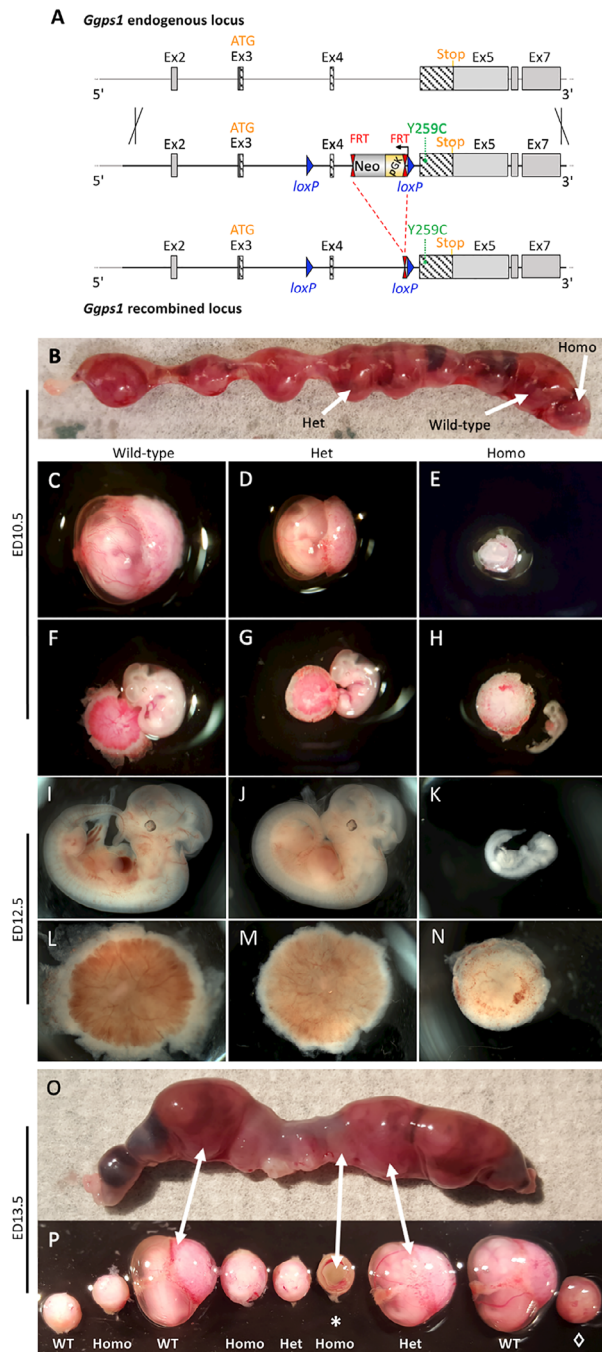 A
Ggps1 endogenous locus
ATG
Stop
Ex2 Ex3 Ex4 Ex5 Ex7
5' 3'
Y259C
ATG FRT FRT Stop
Ex2 Ex3 Ex4 Ex5 Ex7
Neo PGK
5' loxP loxP 3'
Y259C
ATG Stop
Ex2 Ex3 Ex4 Ex5 Ex7
5' loxP loxP 3'
Ggps1 recombined locus
B
Homo
Het
Wild-type
Wild-type Het Homo
ED10.5
C D E
F G H
ED12.5
I J K
L M N
ED13.5
O
P
WT Homo WT Homo Het Homo Het WT ◊
*